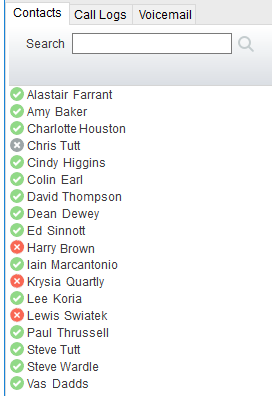 Contacts Call Logs Voicemail
Search
Alastair Farrant
Amy Baker
Charlotte Houston
Chris Tutt
Cindy Higgins
Colin Earl
David Thompson
Dean Dewey
Ed Sinnott
Harry Brown
Iain Marcantonio
Krysia Quartly
Lee Koria
Lewis Swiatek
Paul Thrussell
Steve Tutt
Steve Wardle
Vas Dadds